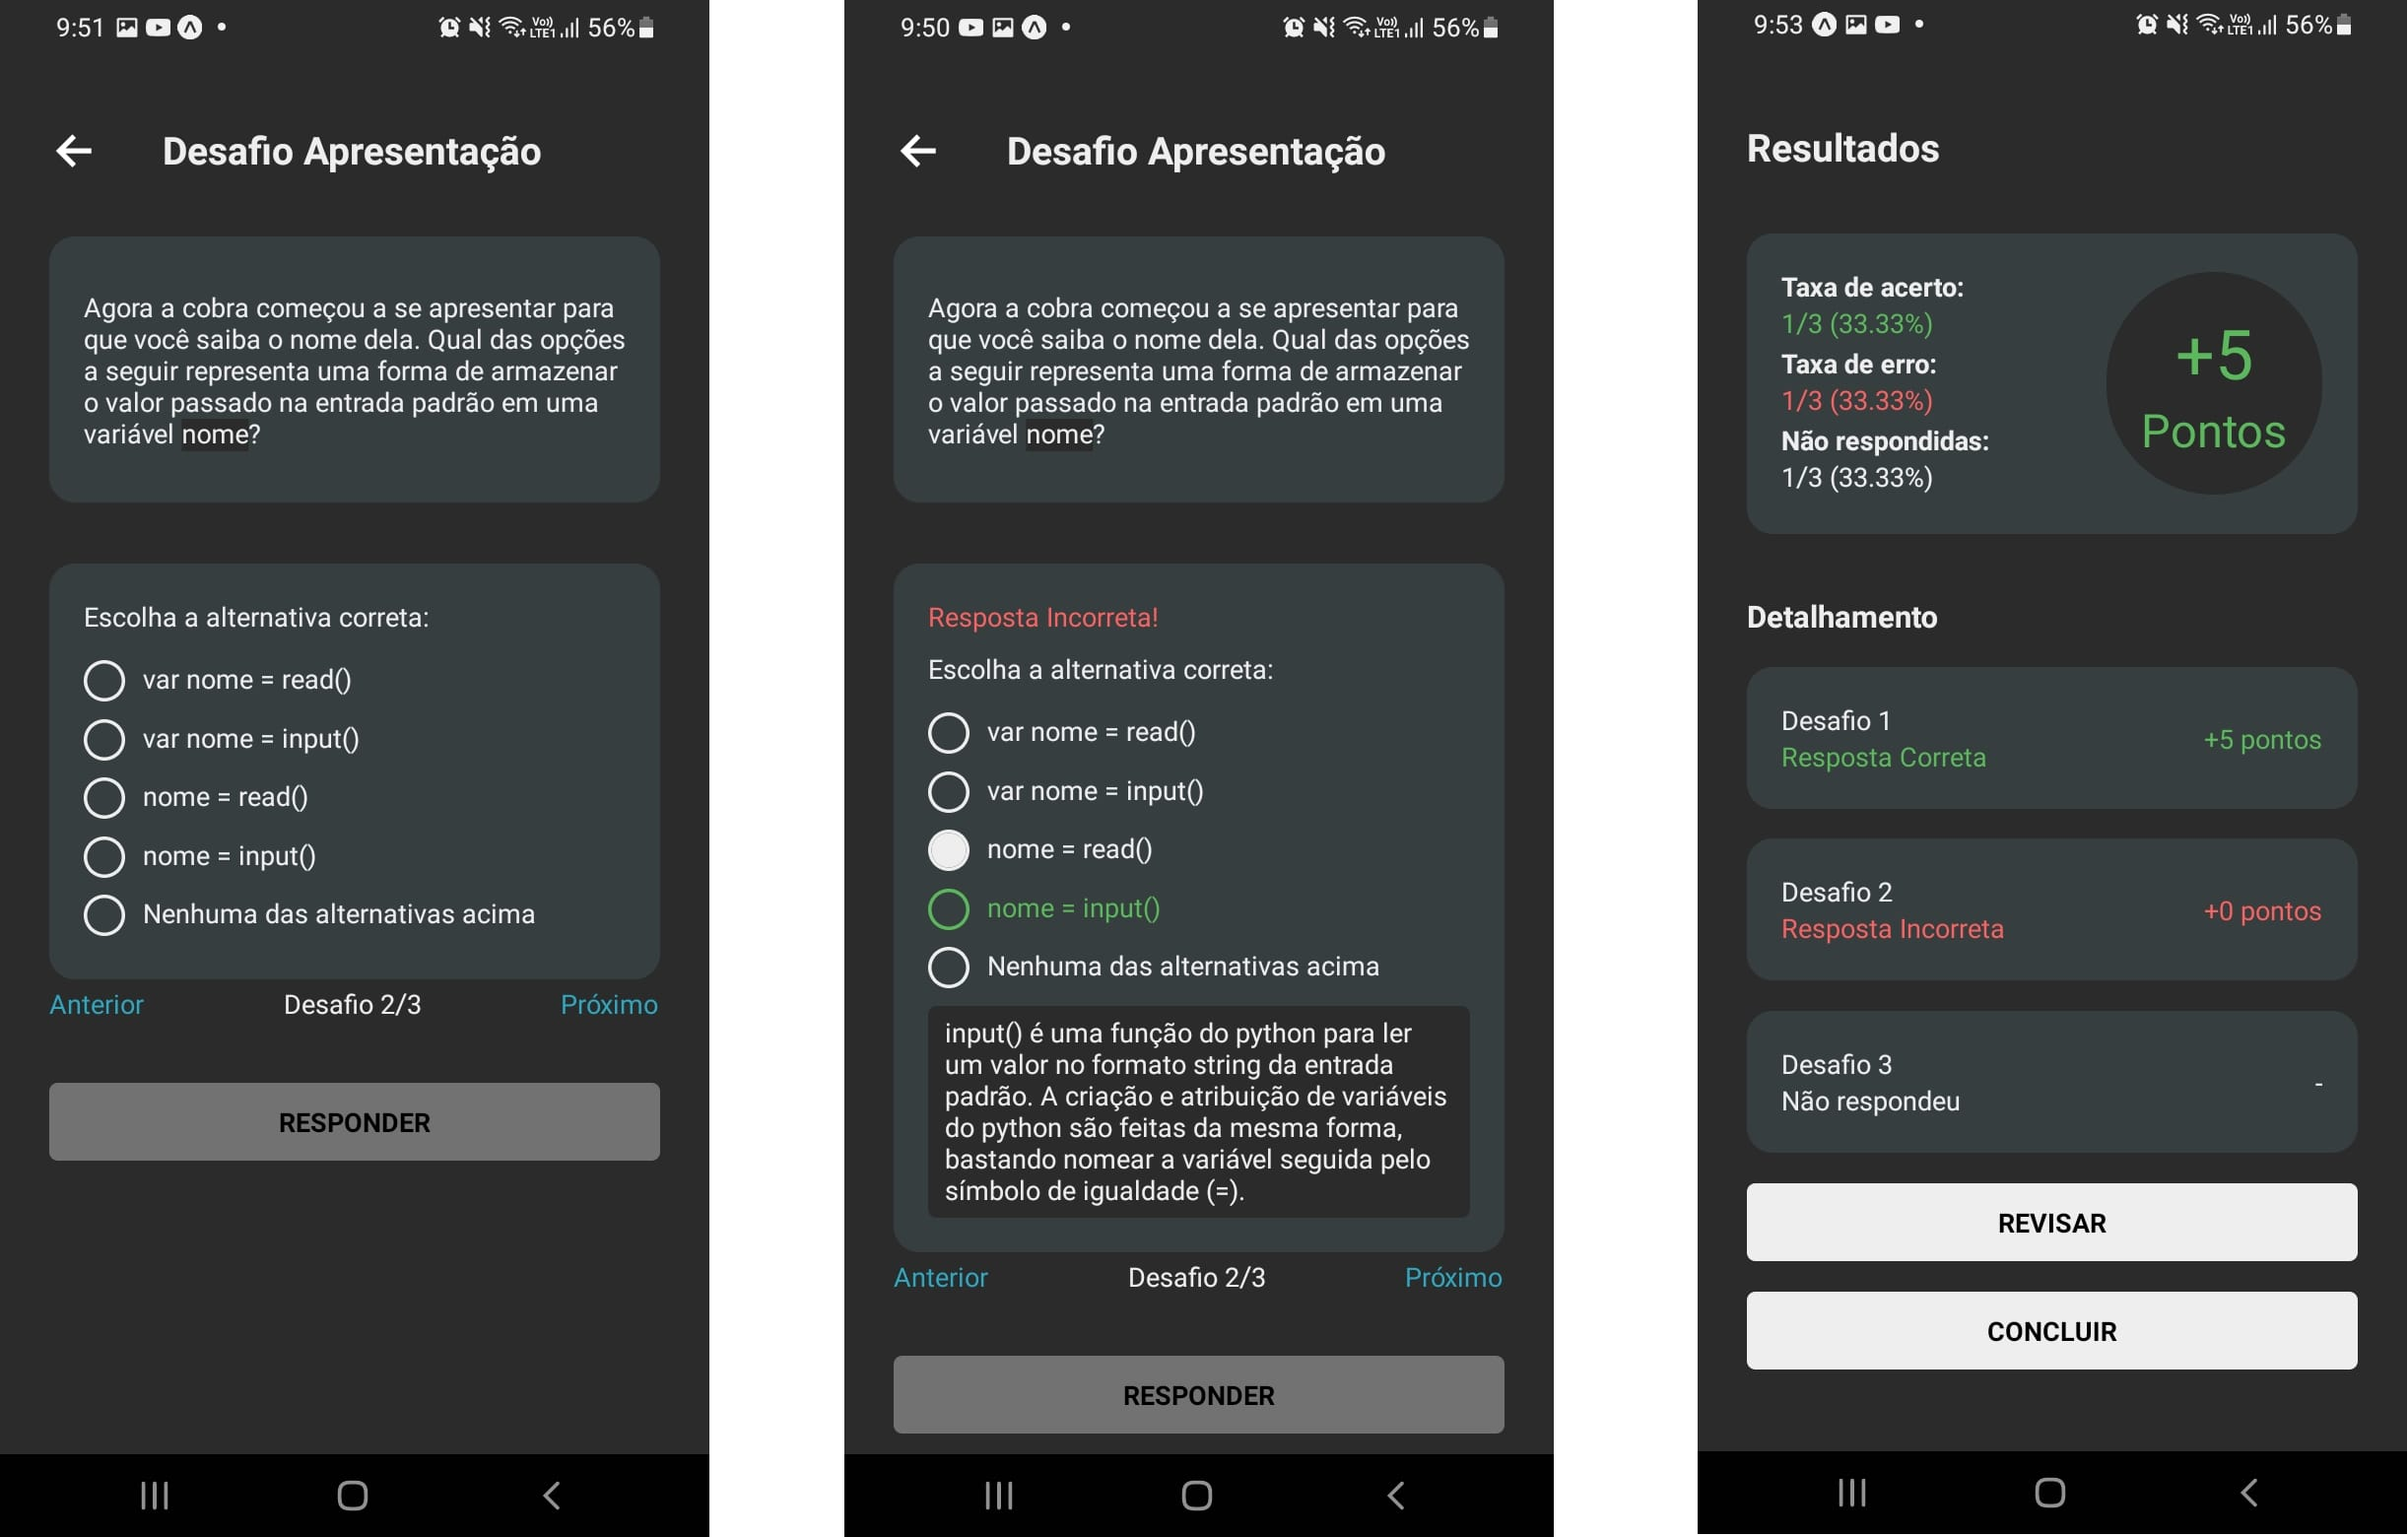 9:51
Vo))
LTE1
56%
Desafio Apresentação
Agora a cobra começou a se apresentar para
que você saiba o nome dela. Qual das opções
a seguir representa uma forma de armazenar
o valor passado na entrada padrão em uma
variável nome?
Escolha a alternativa correta:
var nome = read()
var nome = input()
nome = read()
nome = input()
Nenhuma das alternativas acima
Anterior Desafio 2/3 Próximo
RESPONDER
9:50
Vo))
LTE1
56%
Desafio Apresentação
Agora a cobra começou a se apresentar para
que você saiba o nome dela. Qual das opções
a seguir representa uma forma de armazenar
o valor passado na entrada padrão em uma
variável nome?
Resposta Incorreta!
Escolha a alternativa correta:
var nome = read()
var nome = input()
nome = read()
nome = input()
Nenhuma das alternativas acima
input() é uma função do python para ler
um valor no formato string da entrada
padrão. A criação e atribuição de variáveis
do python são feitas da mesma forma,
bastando nomear a variável seguida pelo
símbolo de igualdade (=).
Anterior Desafio 2/3 Próximo
RESPONDER
9:53
Vo))
LTE1
56%
Resultados
Taxa de acerto:
1/3 (33.33%)
Taxa de erro:
1/3 (33.33%)
Não respondidas:
1/3 (33.33%)
+5
Pontos
Detalhamento
Desafio 1
Resposta Correta
+5 pontos
Desafio 2
Resposta Incorreta
+0 pontos
Desafio 3
Não respondeu
-
REVISAR
CONCLUIR